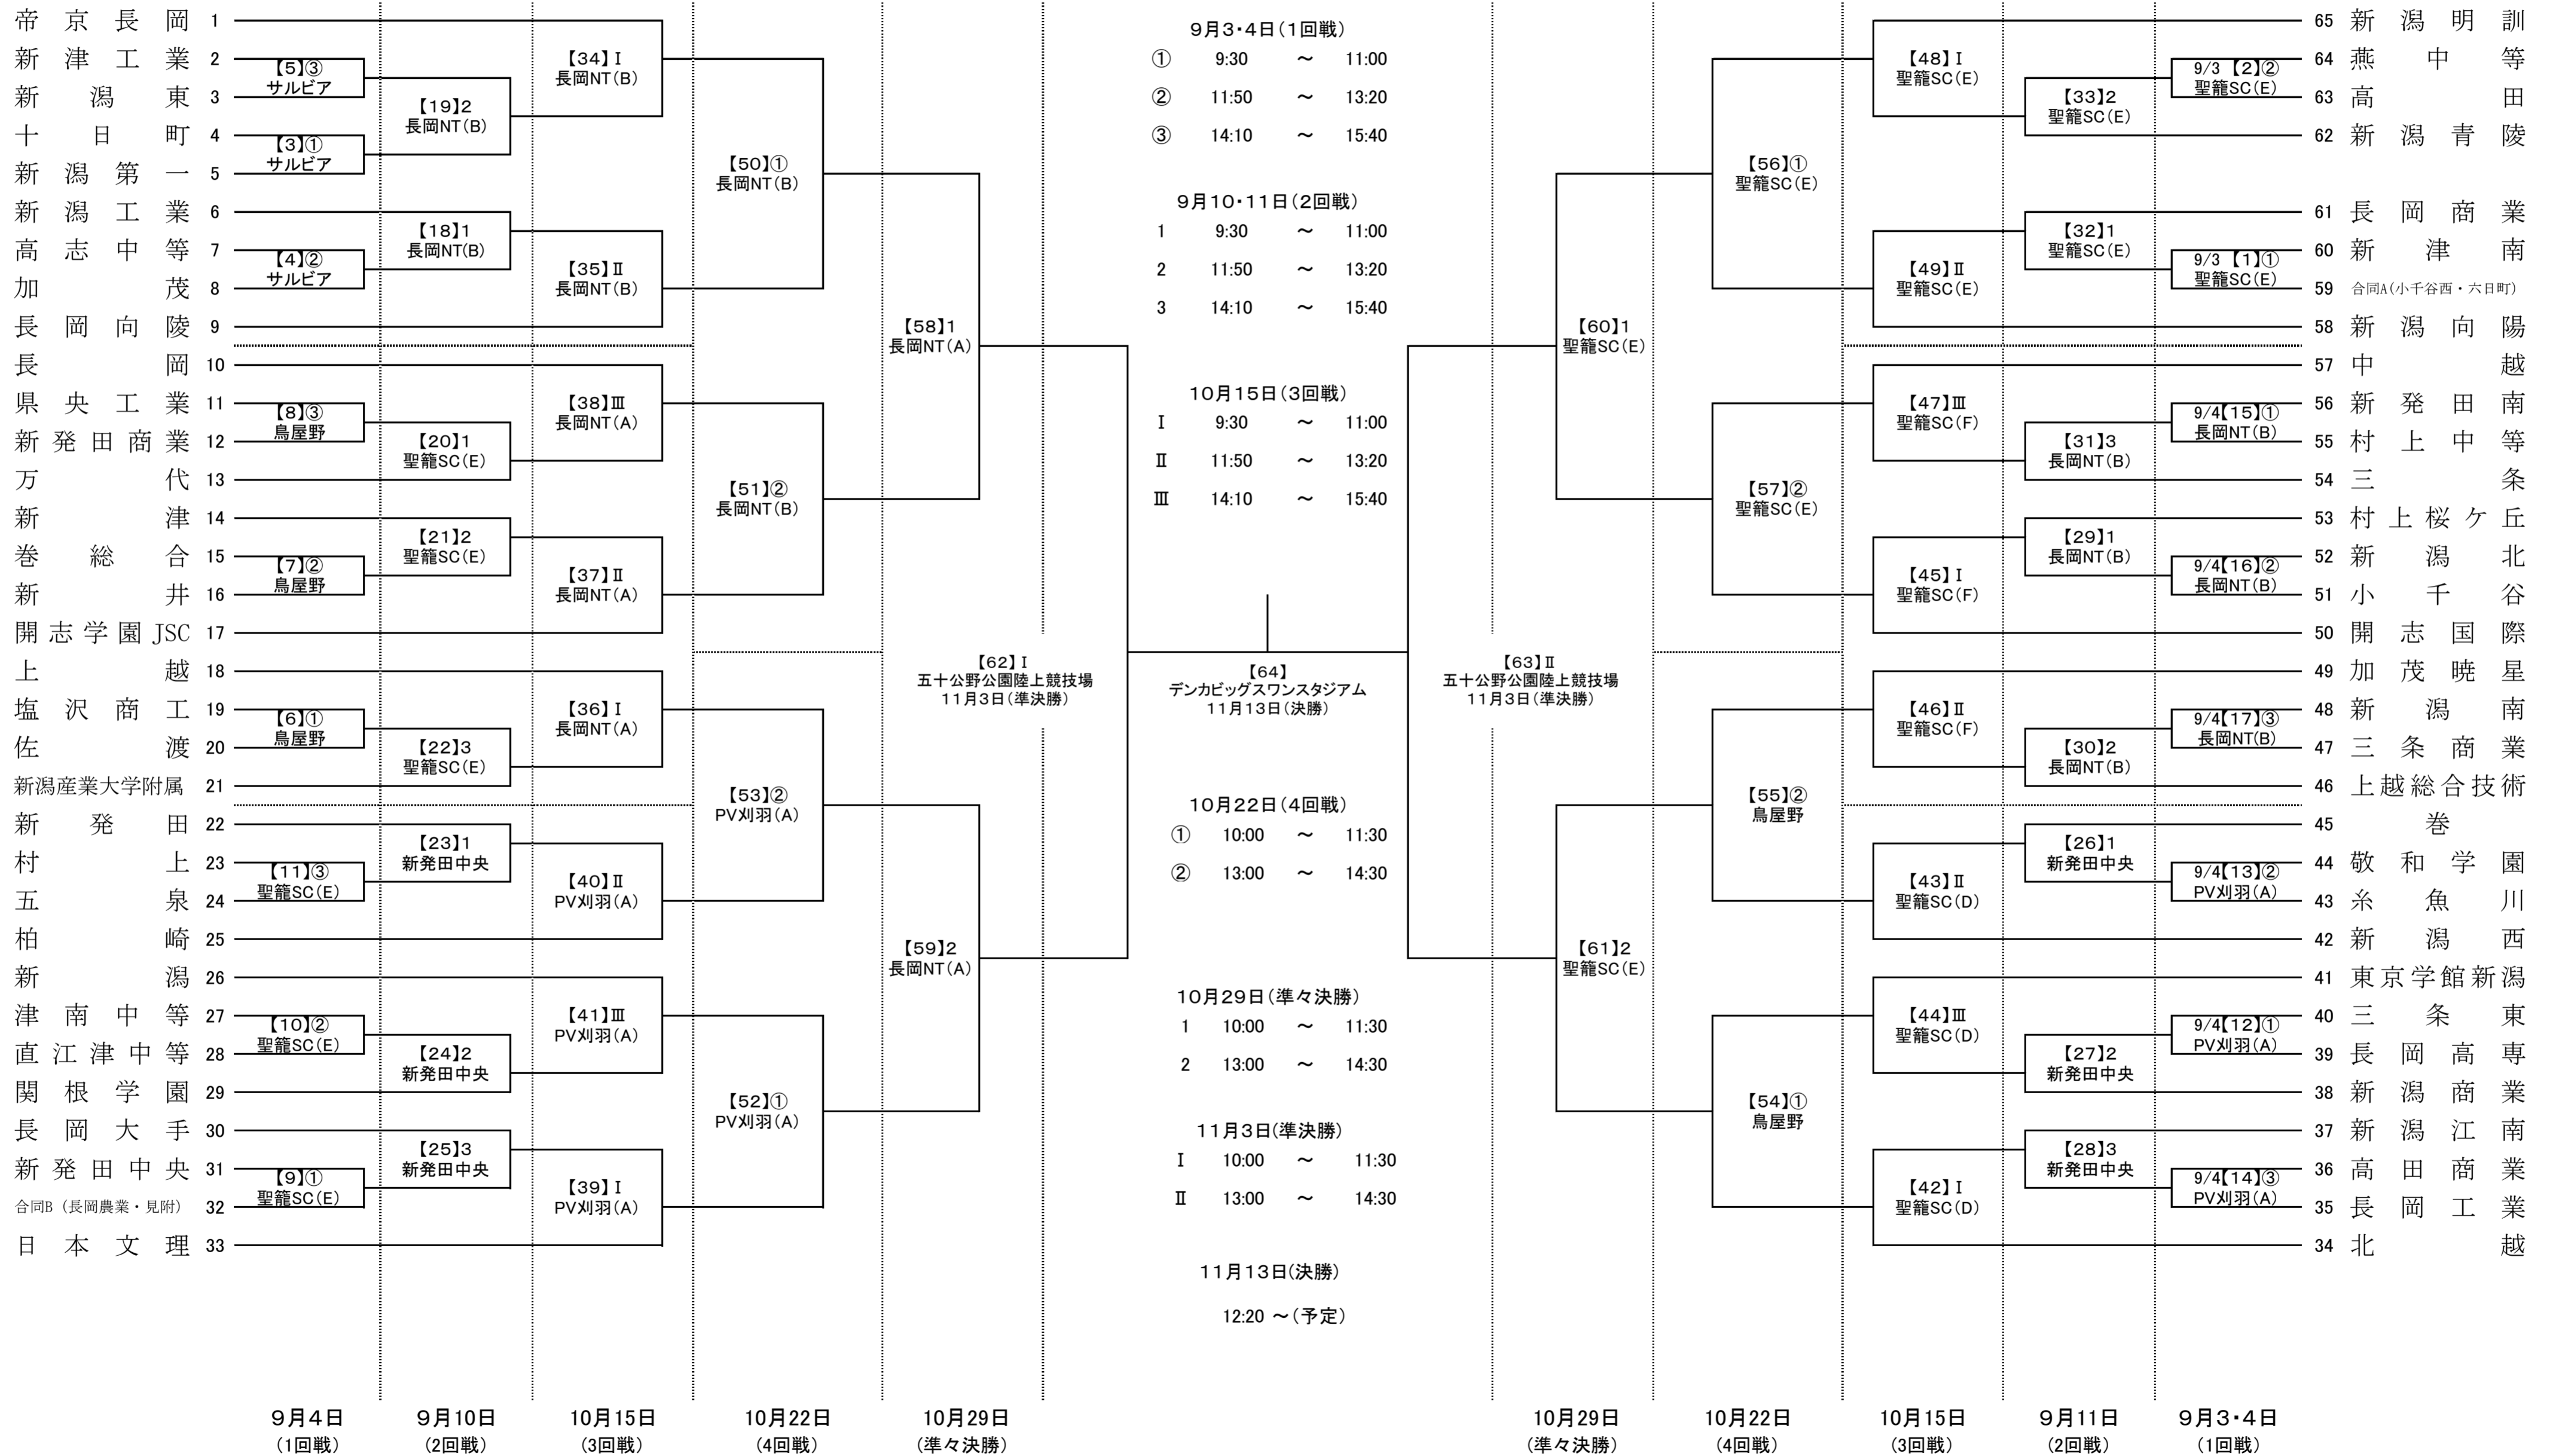 帝京長岡 1
新津工業 2
新潟東 3
十日町 4
新潟第一 5
新潟工業 6
高志中等 7
加茂 8
長岡向陵 9
長岡 10
県央工業 11
新発田商業 12
万代 13
新津 14
巻総合 15
新井 16
開志学園JSC 17
上越 18
塩沢商工 19
佐渡 20
新潟産業大学附属 21
新発田 22
村上 23
五泉 24
柏崎 25
新潟 26
津南中等 27
直江津中等 28
関根学園 29
長岡大手 30
新発田中央 31
合同B（長岡農業・見附） 32
日本文理 33
【5】③
サルビア
【3】①
サルビア
【4】②
サルビア
【8】③
鳥屋野
【7】②
鳥屋野
【6】①
鳥屋野
【11】③
聖籠SC(E)
【10】②
聖籠SC(E)
【9】①
聖籠SC(E)
9月4日
(1回戦)
【19】2
長岡NT(B)
【18】1
長岡NT(B)
【20】1
聖籠SC(E)
【21】2
聖籠SC(E)
【22】3
聖籠SC(E)
【23】1
新発田中央
【24】2
新発田中央
【25】3
新発田中央
9月10日
(2回戦)
【34】Ⅰ
長岡NT(B)
【35】Ⅱ
長岡NT(B)
【38】Ⅲ
長岡NT(A)
【37】Ⅱ
長岡NT(A)
【36】Ⅰ
長岡NT(A)
【40】Ⅱ
PV刈羽(A)
【41】Ⅲ
PV刈羽(A)
【39】Ⅰ
PV刈羽(A)
10月15日
(3回戦)
【50】①
長岡NT(B)
【51】②
長岡NT(B)
【53】②
PV刈羽(A)
【52】①
PV刈羽(A)
10月22日
(4回戦)
【58】1
長岡NT(A)
【59】2
長岡NT(A)
10月29日
(準々決勝)
【62】Ⅰ
五十公野公園陸上競技場
11月3日(準決勝)
9月3・4日(1回戦)
① 9:30 ～ 11:00
② 11:50 ～ 13:20
③ 14:10 ～ 15:40
9月10・11日(2回戦)
1 9:30 ～ 11:00
2 11:50 ～ 13:20
3 14:10 ～ 15:40
10月15日(3回戦)
Ⅰ 9:30 ～ 11:00
Ⅱ 11:50 ～ 13:20
Ⅲ 14:10 ～ 15:40
【64】
デンカビッグスワンスタジアム
11月13日(決勝)
10月22日(4回戦)
① 10:00 ～ 11:30
② 13:00 ～ 14:30
10月29日(準々決勝)
1 10:00 ～ 11:30
2 13:00 ～ 14:30
11月3日(準決勝)
Ⅰ 10:00 ～ 11:30
Ⅱ 13:00 ～ 14:30
11月13日(決勝)
12:20 ～(予定)
【63】Ⅱ
五十公野公園陸上競技場
11月3日(準決勝)
【60】1
聖籠SC(E)
【61】2
聖籠SC(E)
10月29日
(準々決勝)
【56】①
聖籠SC(E)
【57】②
聖籠SC(E)
【55】②
鳥屋野
【54】①
鳥屋野
10月22日
(4回戦)
【48】Ⅰ
聖籠SC(E)
【49】Ⅱ
聖籠SC(E)
【47】Ⅲ
聖籠SC(F)
【45】Ⅰ
聖籠SC(F)
【46】Ⅱ
聖籠SC(F)
【43】Ⅱ
聖籠SC(D)
【44】Ⅲ
聖籠SC(D)
【42】Ⅰ
聖籠SC(D)
10月15日
(3回戦)
【33】2
聖籠SC(E)
【32】1
聖籠SC(E)
【31】3
長岡NT(B)
【29】1
長岡NT(B)
【30】2
長岡NT(B)
【26】1
新発田中央
【27】2
新発田中央
【28】3
新発田中央
9月11日
(2回戦)
9/3 【2】②
聖籠SC(E)
9/3 【1】①
聖籠SC(E)
9/4【15】①
長岡NT(B)
9/4【16】②
長岡NT(B)
9/4【17】③
長岡NT(B)
9/4【13】②
PV刈羽(A)
9/4【12】①
PV刈羽(A)
9/4【14】③
PV刈羽(A)
9月3・4日
(1回戦)
65 新潟明訓
64 燕中等
63 高田
62 新潟青陵
61 長岡商業
60 新津南
59 合同A(小千谷西・六日町)
58 新潟向陽
57 中越
56 新発田南
55 村上中等
54 三条
53 村上桜ケ丘
52 新潟北
51 小千谷
50 開志国際
49 加茂暁星
48 新潟南
47 三条商業
46 上越総合技術
45 巻
44 敬和学園
43 糸魚川
42 新潟西
41 東京学館新潟
40 三条東
39 長岡高専
38 新潟商業
37 新潟江南
36 高田商業
35 長岡工業
34 北越